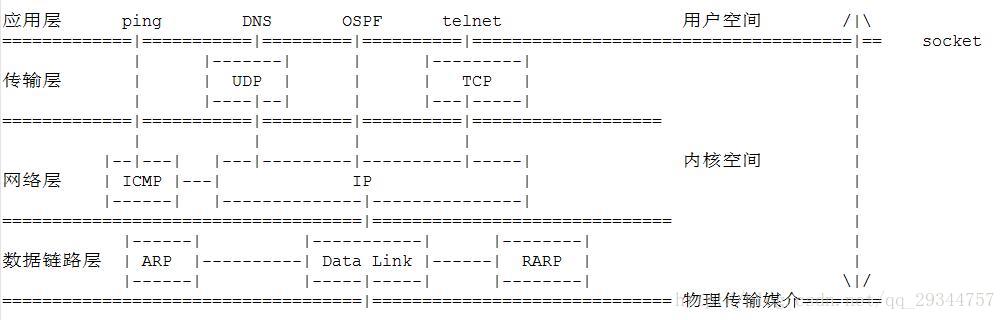 应用层 ping DNS OSPF telnet 用户空间
socket
传输层 UDP TCP
内核空间
网络层 ICMP IP
数据链路层 ARP Data Link RARP
物理传输媒介
csdn.net/qq_29344757